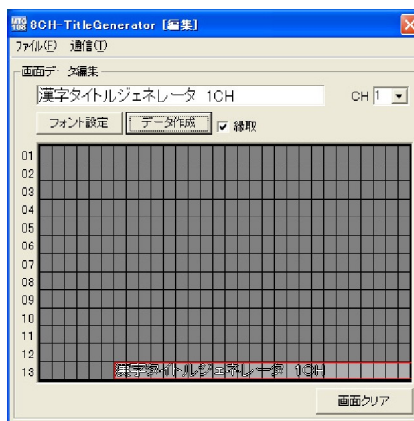 8CH-TitleGenerator [編集]
ファイル(F) 通信(T)
画面データ編集
漢字タイトルジェネレータ 1CH
CH 1
フォント設定 データ作成 縁取
01
02
03
04
05
06
07
08
09
10
11
12
13 漢字タイトルジェネレータ 1CH
画面クリア